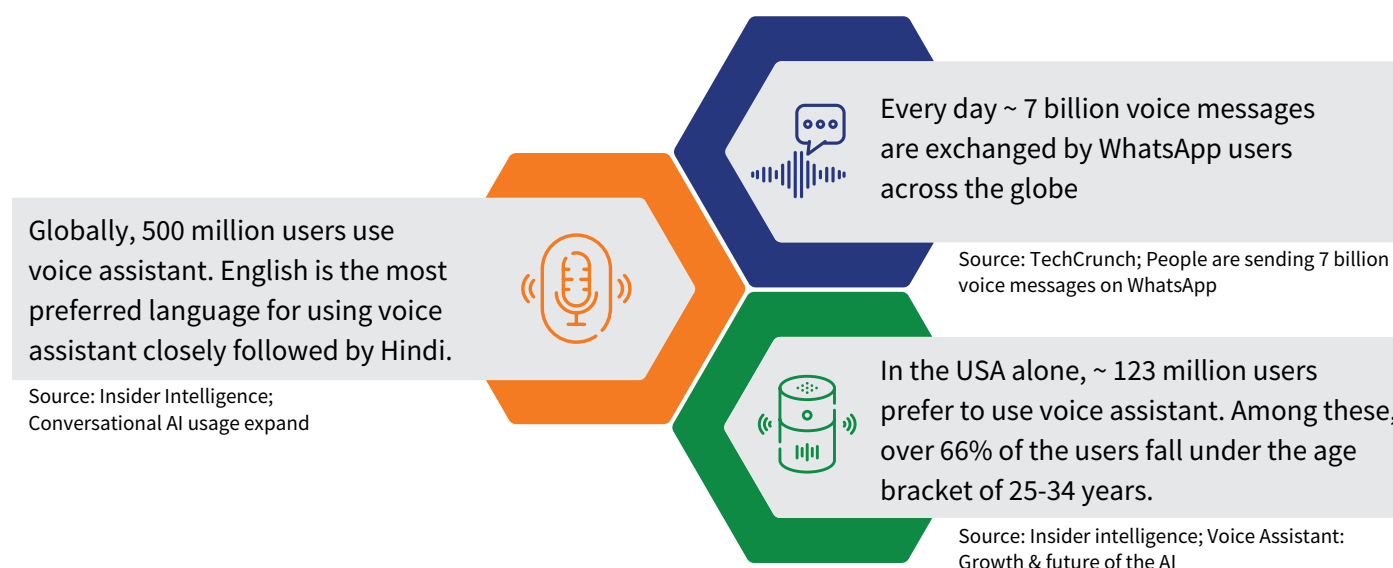 Globally, 500 million users use
voice assistant. English is the most
preferred language for using voice
assistant closely followed by Hindi.
Source: Insider Intelligence;
Conversational AI usage expand
Every day ~ 7 billion voice messages
are exchanged by WhatsApp users
across the globe
Source: TechCrunch; People are sending 7 billion
voice messages on WhatsApp
In the USA alone, ~ 123 million users
prefer to use voice assistant. Among these,
over 66% of the users fall under the age
bracket of 25-34 years.
Source: Insider intelligence; Voice Assistant:
Growth & future of the AI